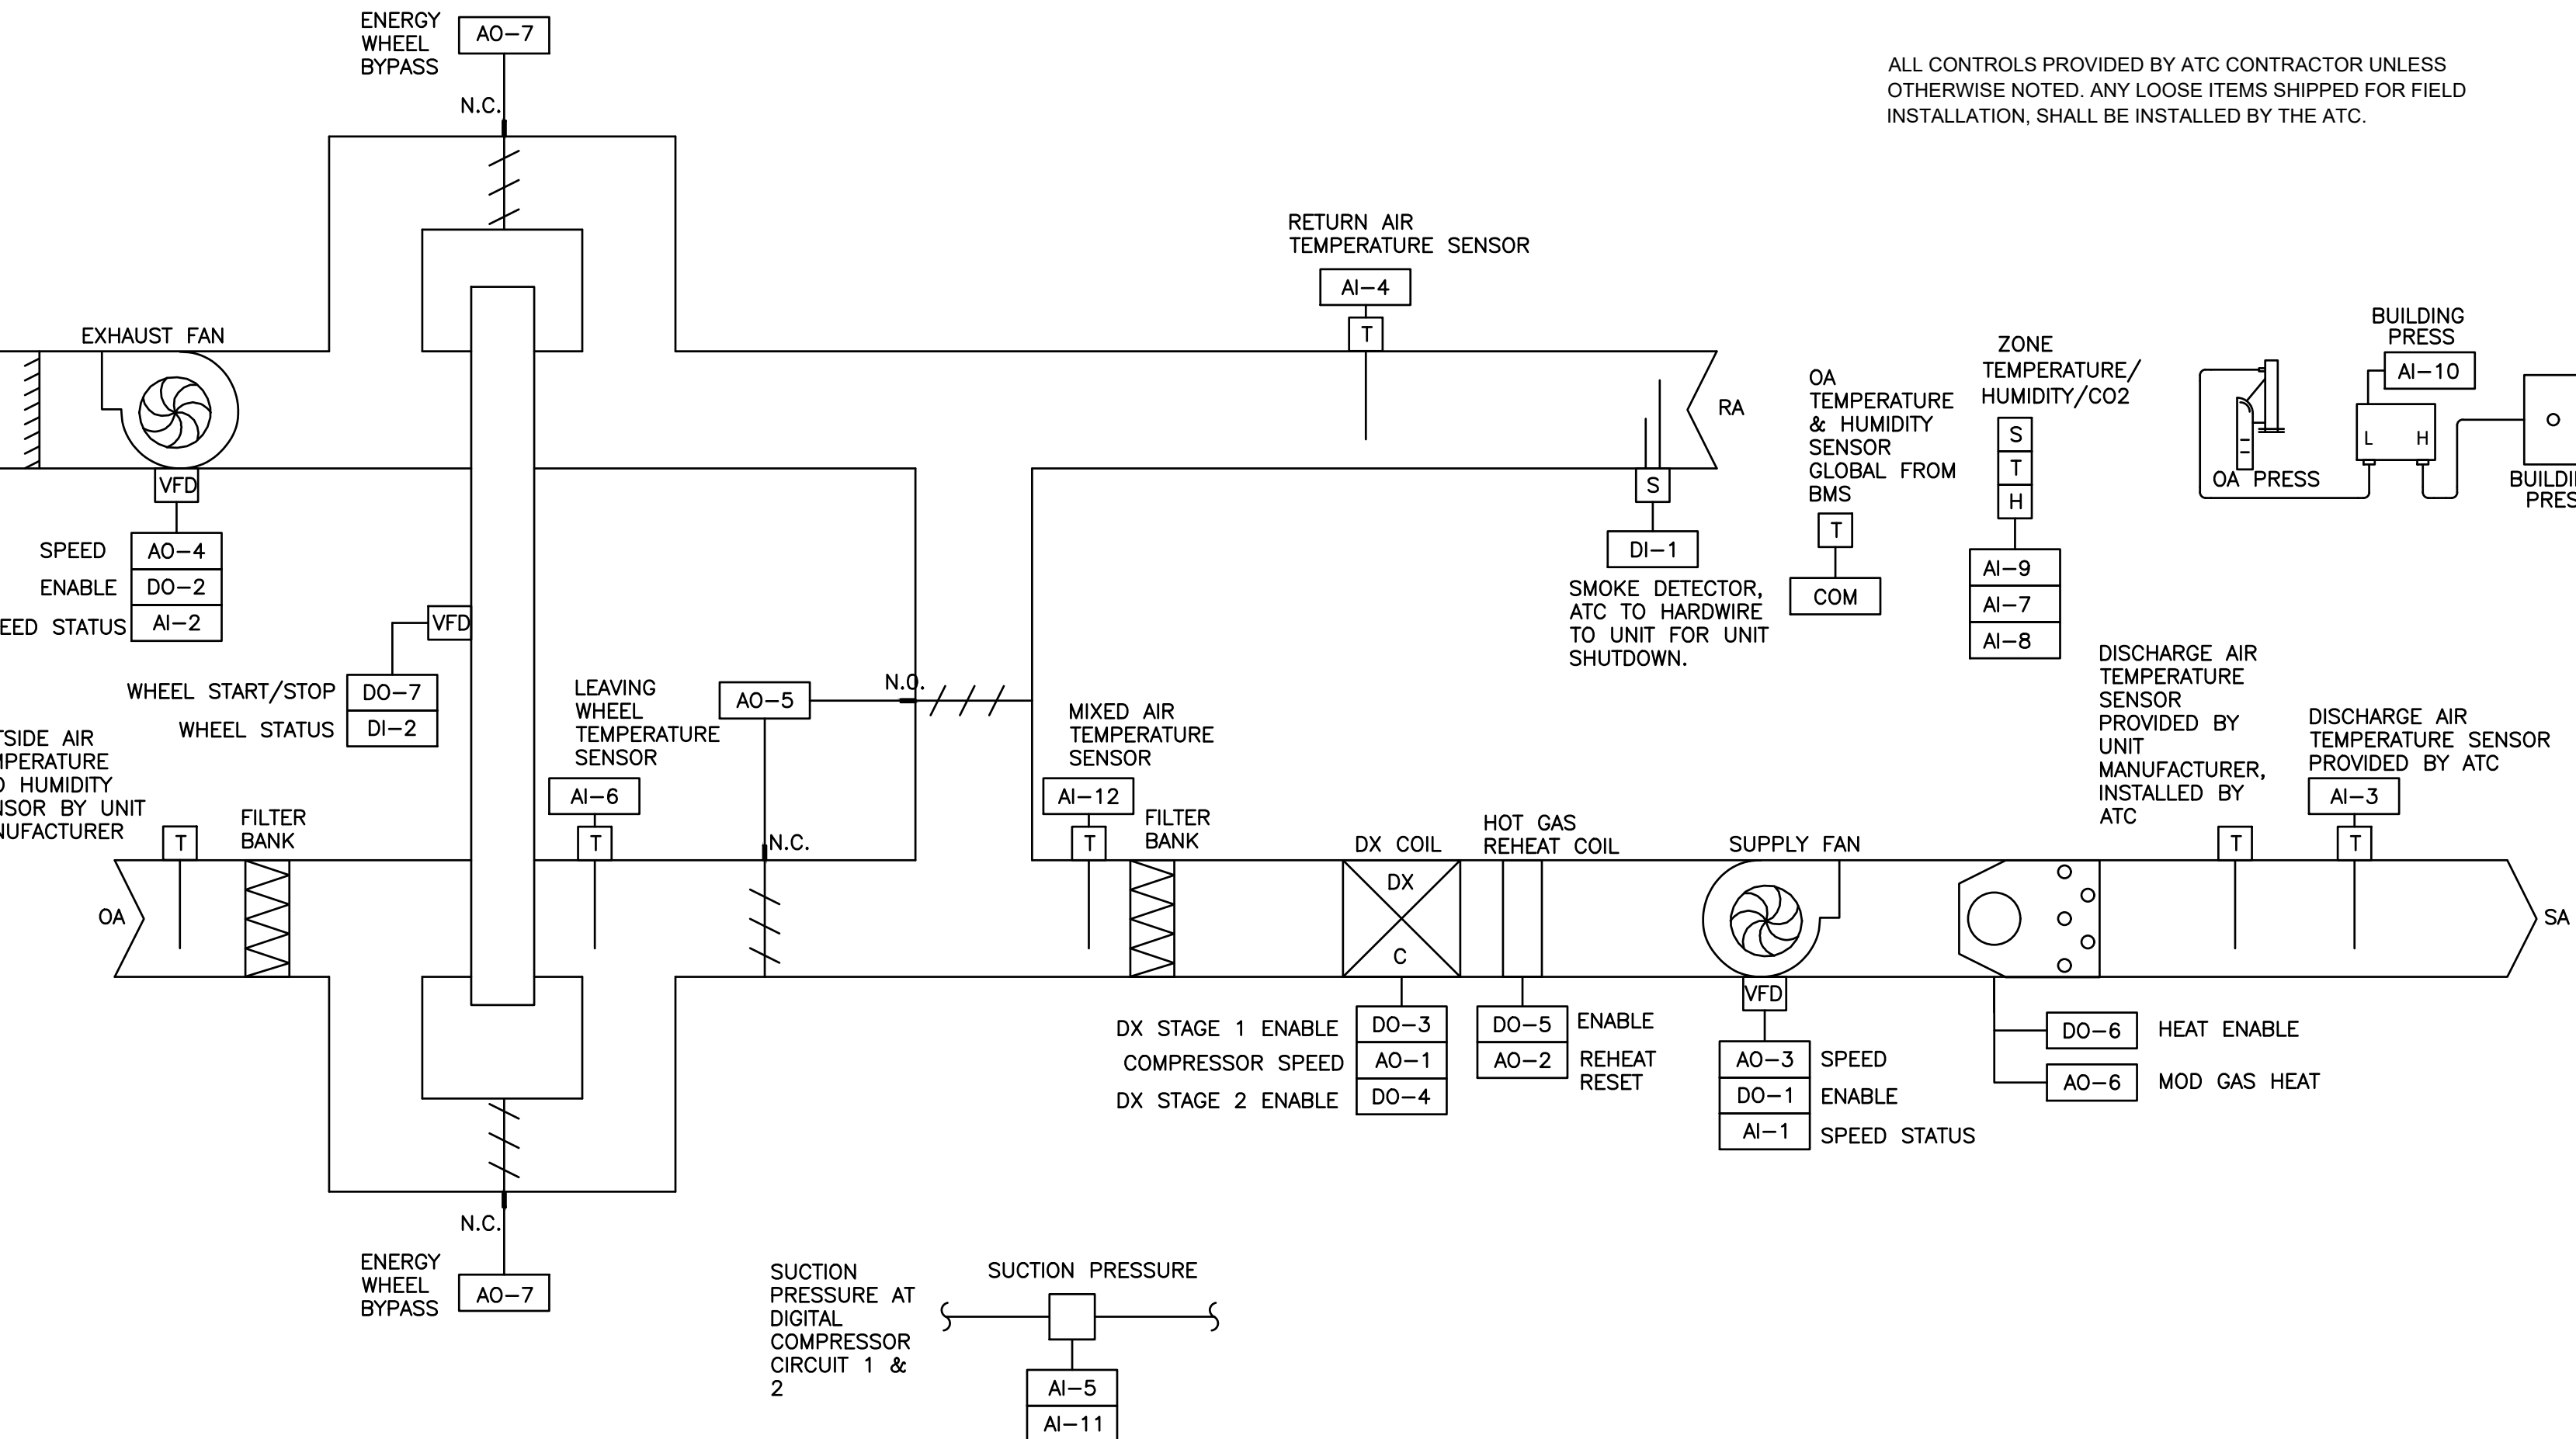 ENERGY
WHEEL
BYPASS
AO-7
N.C.
ALL CONTROLS PROVIDED BY ATC CONTRACTOR UNLESS
OTHERWISE NOTED. ANY LOOSE ITEMS SHIPPED FOR FIELD
INSTALLATION, SHALL BE INSTALLED BY THE ATC.
EXHAUST FAN
VFD
SPEED
AO-4
ENABLE
DO-2
EED STATUS
AI-2
RETURN AIR
TEMPERATURE SENSOR
AI-4
T
RA
S
DI-1
SMOKE DETECTOR,
ATC TO HARDWIRE
TO UNIT FOR UNIT
SHUTDOWN.
OA
TEMPERATURE
& HUMIDITY
SENSOR
GLOBAL FROM
BMS
T
COM
ZONE
TEMPERATURE/
HUMIDITY/CO2
S
T
H
AI-9
AI-7
AI-8
BUILDING
PRESS
AI-10
L H
OA PRESS
BUILDI
PRES
VFD
WHEEL START/STOP
DO-7
WHEEL STATUS
DI-2
LEAVING
WHEEL
TEMPERATURE
SENSOR
AI-6
T
AO-5
N.O.
N.C.
MIXED AIR
TEMPERATURE
SENSOR
AI-12
T
FILTER
BANK
TSIDE AIR
MPERATURE
D HUMIDITY
NSOR BY UNIT
NUFACTURER
T
FILTER
BANK
OA
DX COIL
DX
C
HOT GAS
REHEAT COIL
SUPPLY FAN
DISCHARGE AIR
TEMPERATURE
SENSOR
PROVIDED BY
UNIT
MANUFACTURER,
INSTALLED BY
ATC
T
DISCHARGE AIR
TEMPERATURE SENSOR
PROVIDED BY ATC
AI-3
T
SA
DX STAGE 1 ENABLE
DO-3
COMPRESSOR SPEED
AO-1
DX STAGE 2 ENABLE
DO-4
DO-5
ENABLE
AO-2
REHEAT
RESET
VFD
AO-3
SPEED
DO-1
ENABLE
AI-1
SPEED STATUS
DO-6
HEAT ENABLE
AO-6
MOD GAS HEAT
N.C.
ENERGY
WHEEL
BYPASS
AO-7
SUCTION
PRESSURE AT
DIGITAL
COMPRESSOR
CIRCUIT 1 &
2
SUCTION PRESSURE
AI-5
AI-11